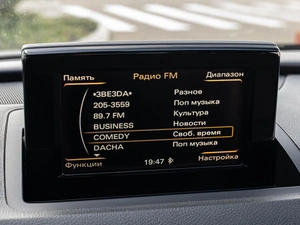 Память Радио FM Диапазон
*ЗВЕЗДА* Разное
205-3559 Поп музыка
89.7 FM Культура
BUSINESS Новости
COMEDY Своб. время
DACHA Поп музыка
Функции 19:47 Настройка